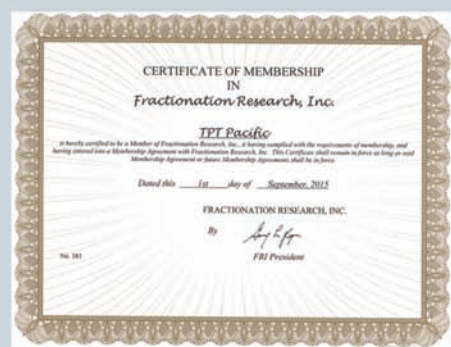 CERTIFICATE OF MEMBERSHIP
IN
Fractionation Research, Inc.
TPT Pacific
is hereby certified to be a Member of Fractionation Research, Inc., it having complied with the requirements of membership, and
having entered into a Membership Agreement with Fractionation Research, Inc. This Certificate shall remain in force as long as said
Membership Agreement or future Membership Agreements shall be in force.
Dated this 1st day of September, 2015
FRACTIONATION RESEARCH, INC.
By
No. 381
FRI President